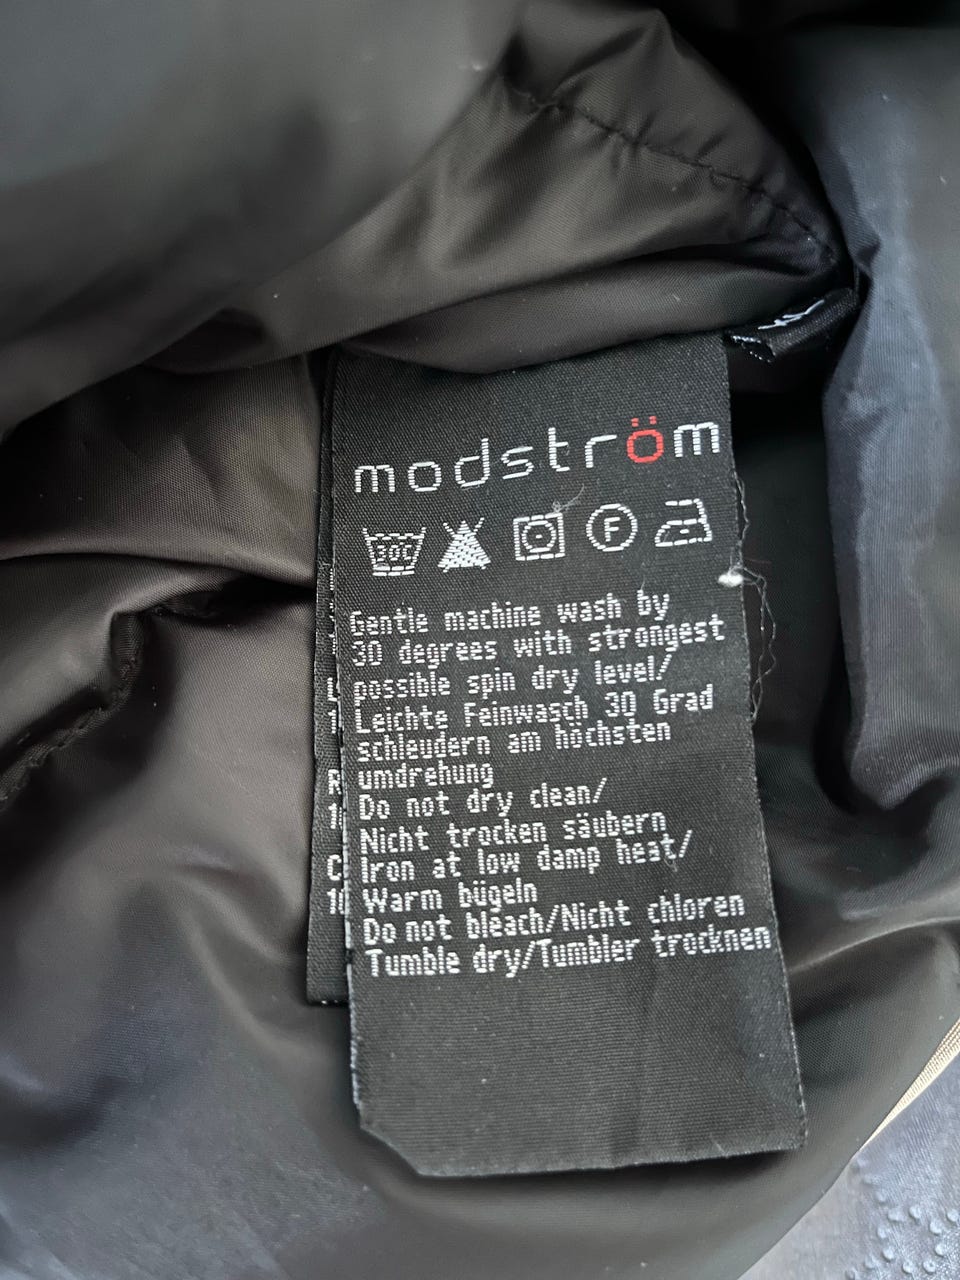 modström
30C
F
Gentle machine wash by
30 degrees with strongest
possible spin dry level/
Leichte Feinwasch 30 Grad
schleudern am höchsten
umdrehung
Do not dry clean/
Nicht trocken säubern
Iron at low damp heat/
Warm bügeln
Do not bleach/Nicht chloren
Tumble dry/Tumbler trocknen